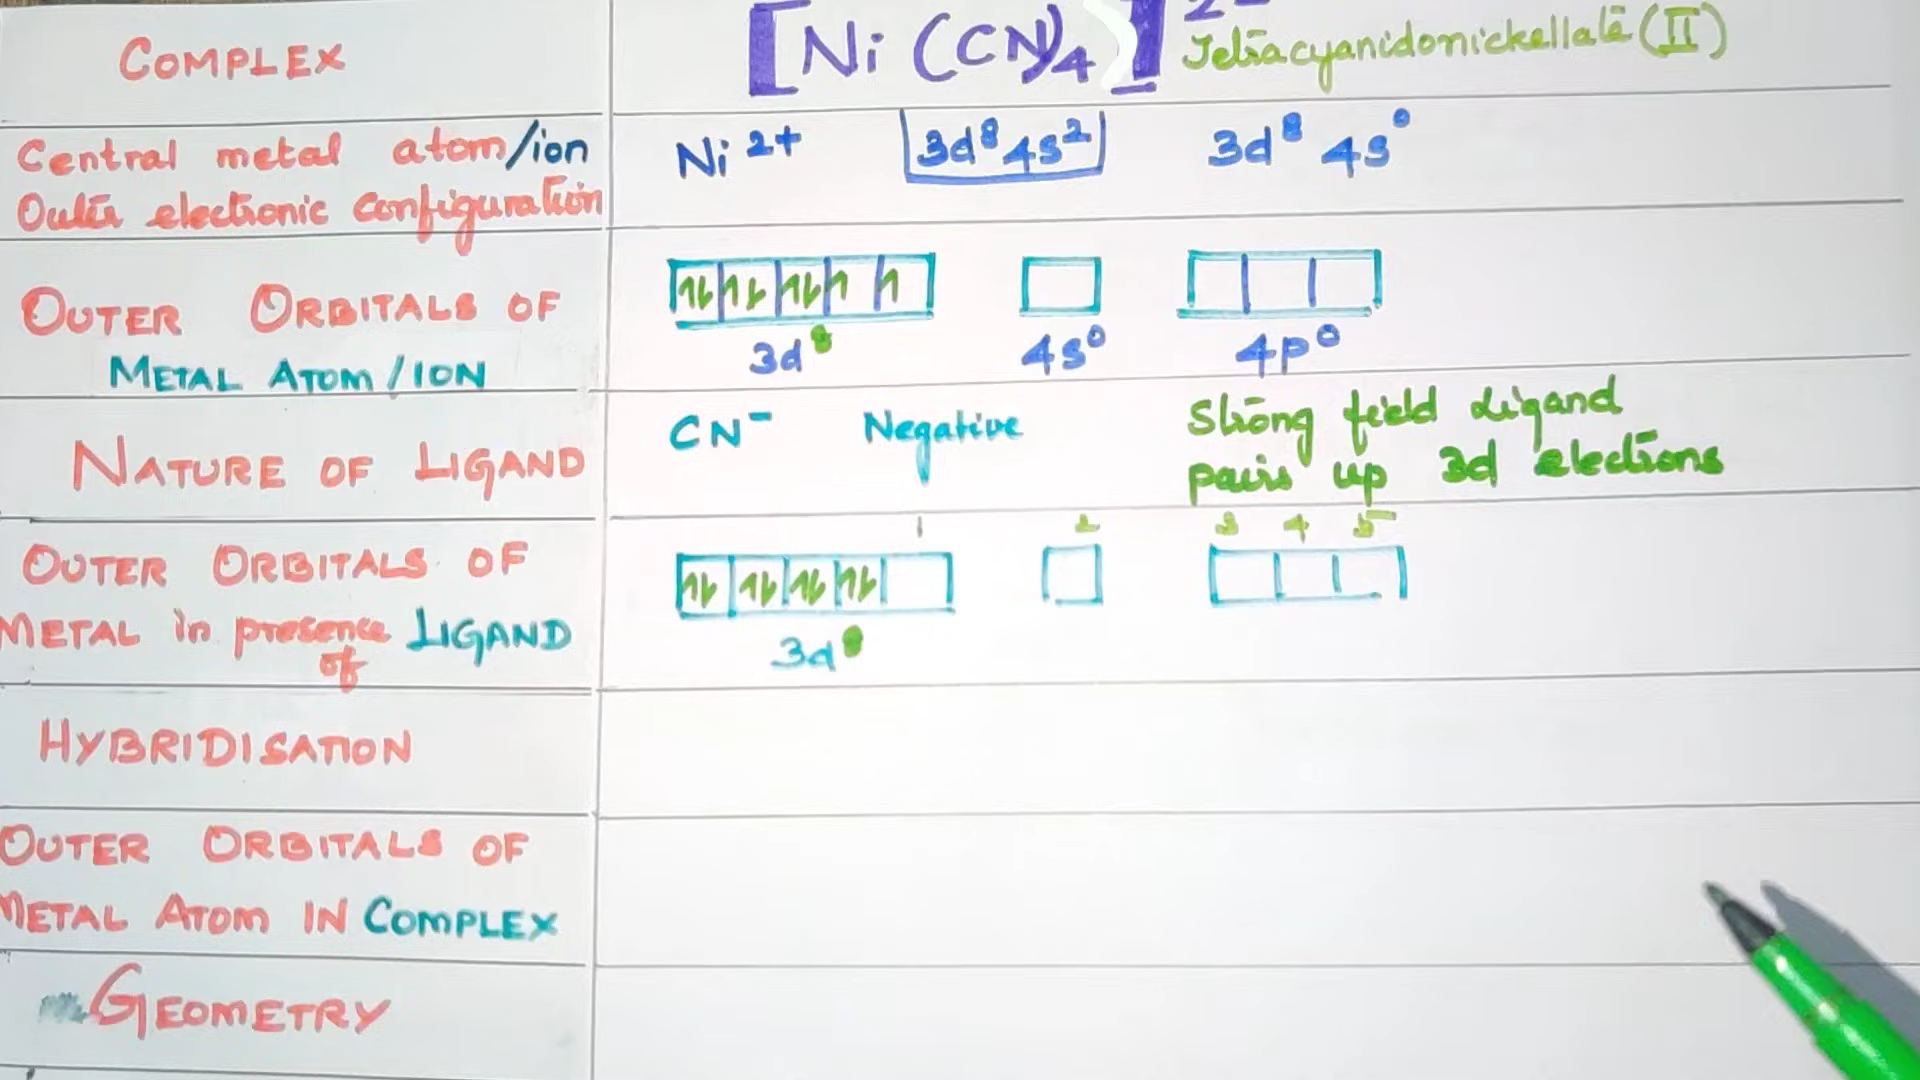 COMPLEX
[Ni (CN)4] 2-
Tetracyanidonickellate (II)
Central metal atom/ion
Outer electronic configuration
Ni 2+ 3d8 4s2 3d8 4s0
OUTER ORBITALS OF
METAL ATOM/ION
3d8 4s0 4p0
NATURE OF LIGAND
CN- Negative
Strong field Ligand
pairs up 3d electrons
1 2 3 4 5
OUTER ORBITALS OF
METAL in presence of LIGAND
3d8
HYBRIDISATION
OUTER ORBITALS OF
METAL ATOM IN COMPLEX
GEOMETRY